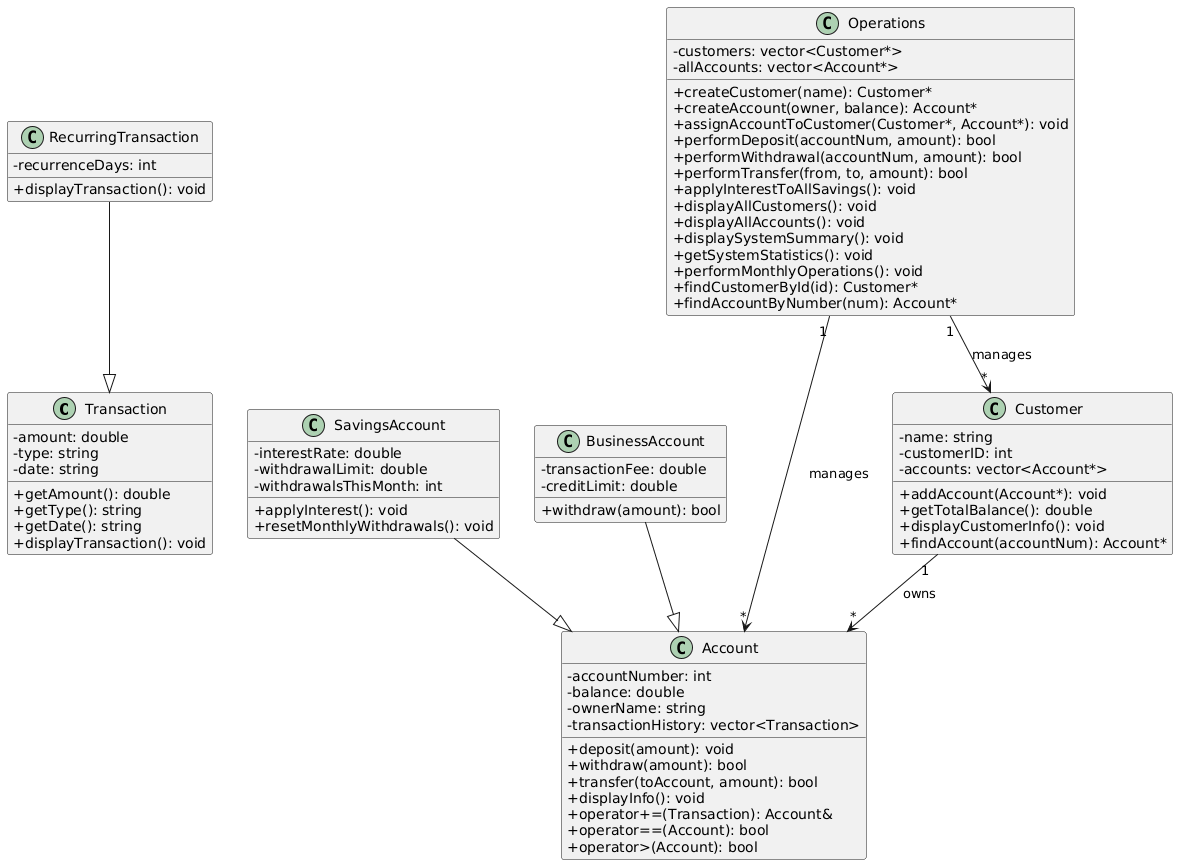 C Operations
-customers: vector<Customer*>
-allAccounts: vector<Account*>
+createCustomer(name): Customer*
+createAccount(owner, balance): Account*
+assignAccountToCustomer(Customer*, Account*): void
+performDeposit(accountNum, amount): bool
+performWithdrawal(accountNum, amount): bool
+performTransfer(from, to, amount): bool
+applyInterestToAllSavings(): void
+displayAllCustomers(): void
+displayAllAccounts(): void
+displaySystemSummary(): void
+getSystemStatistics(): void
+performMonthlyOperations(): void
+findCustomerById(id): Customer*
+findAccountByNumber(num): Account*
C RecurringTransaction
-recurrenceDays: int
+displayTransaction(): void
1
1
manages
*
C Transaction
-amount: double
-type: string
-date: string
+getAmount(): double
+getType(): string
+getDate(): string
+displayTransaction(): void
C SavingsAccount
-interestRate: double
-withdrawalLimit: double
-withdrawalsThisMonth: int
+applyInterest(): void
+resetMonthlyWithdrawals(): void
C BusinessAccount
-transactionFee: double
-creditLimit: double
+withdraw(amount): bool
manages
C Customer
-name: string
-customerID: int
-accounts: vector<Account*>
+addAccount(Account*): void
+getTotalBalance(): double
+displayCustomerInfo(): void
+findAccount(accountNum): Account*
1
owns
*
*
C Account
-accountNumber: int
-balance: double
-ownerName: string
-transactionHistory: vector<Transaction>
+deposit(amount): void
+withdraw(amount): bool
+transfer(toAccount, amount): bool
+displayInfo(): void
+operator+=(Transaction): Account&
+operator==(Account): bool
+operator>(Account): bool